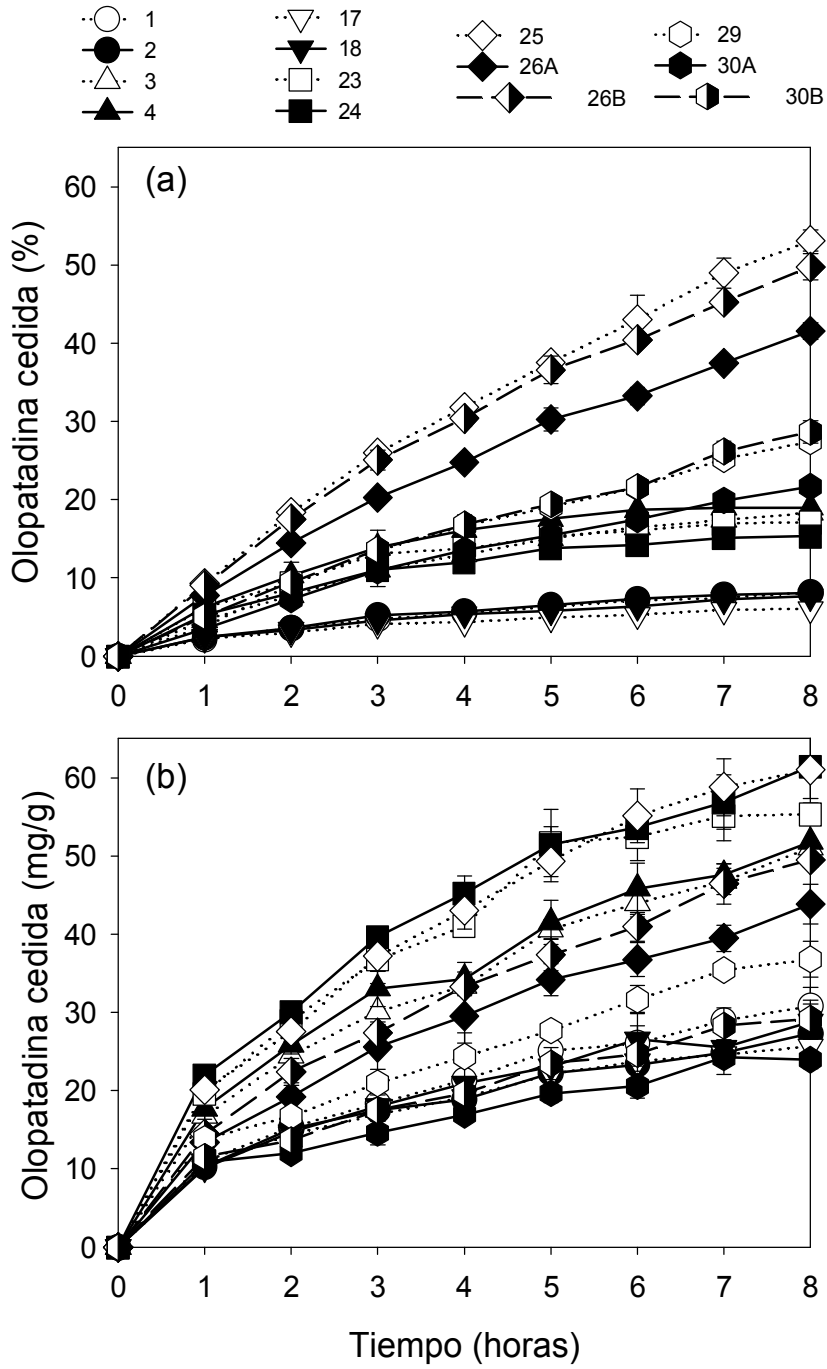 1 17 25 29
2 18 26A 30A
3 23 26B 30B
4 24
(a)
Olopatadina cedida (%)
60
50
40
30
20
10
0
0 1 2 3 4 5 6 7 8
(b)
Olopatadina cedida (mg/g)
60
50
40
30
20
10
0
0 1 2 3 4 5 6 7 8
Tiempo (horas)